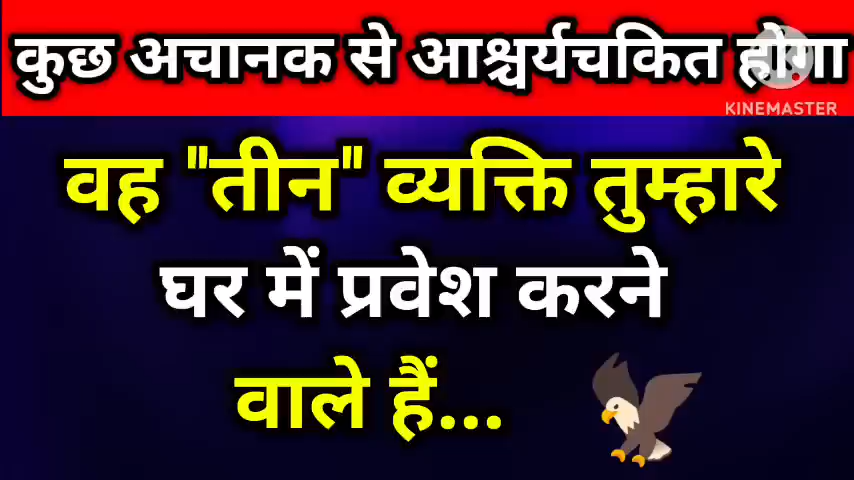 कुछ अचानक से आश्चर्यचकित होगा
KINEMASTER
वह "तीन" व्यक्ति तुम्हारे
घर में प्रवेश करने
वाले हैं...